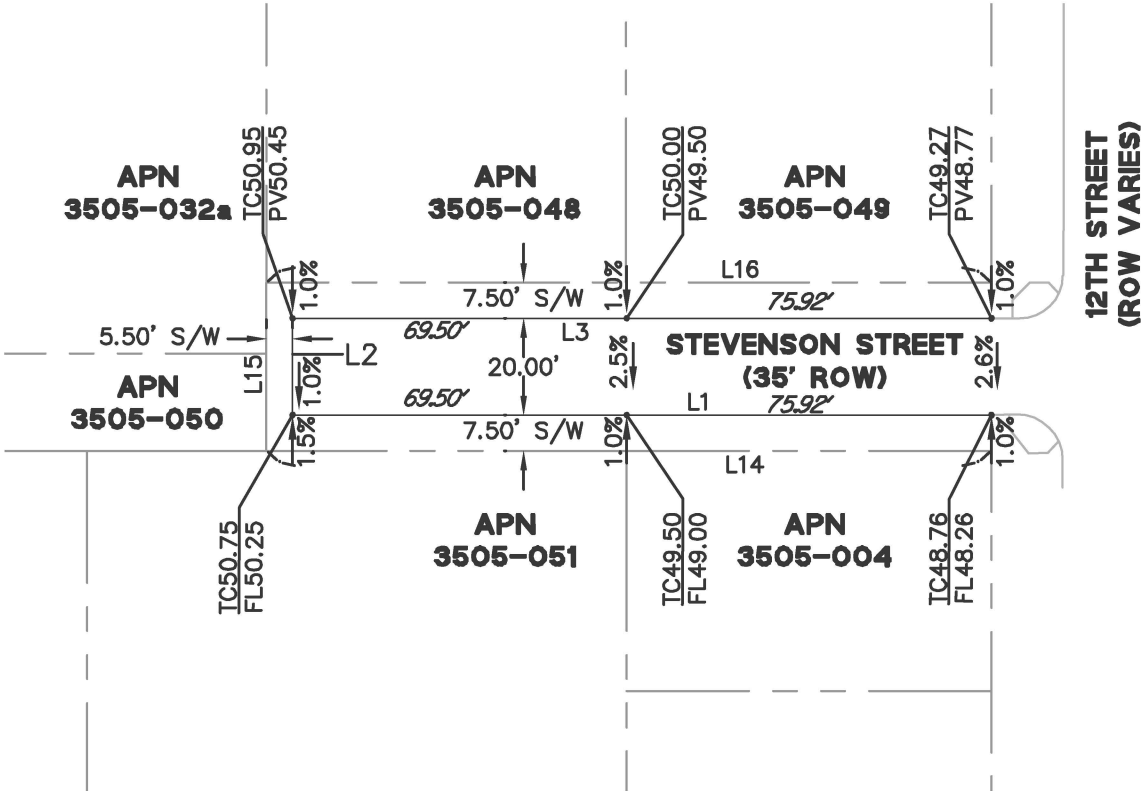 TC50.95
PV50.45
TC50.00
PV49.50
TC49.27
PV48.77
12TH STREET
(ROW VARIES)
APN
3505-032a
APN
3505-048
APN
3505-049
1.0%
1.0%
1.0%
L16
7.50' S/W
75.92'
69.50'
L3
5.50' S/W
L15
L2
20.00'
2.5%
STEVENSON STREET
(35' ROW)
2.6%
APN
3505-050
1.0%
69.50'
L1
75.92'
7.50' S/W
1.5%
1.0%
1.0%
L14
APN
3505-051
APN
3505-004
TC50.75
FL50.25
TC49.50
FL49.00
TC48.76
FL48.26